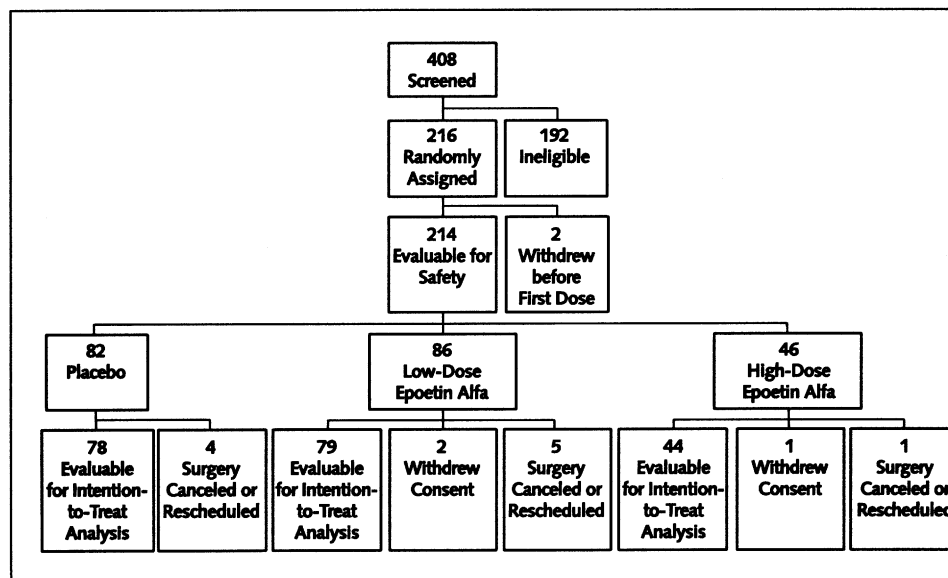 408
Screened
216
Randomly
Assigned
192
Ineligible
214
Evaluable for
Safety
2
Withdrew
before
First Dose
82
Placebo
86
Low-Dose
Epoetin Alfa
46
High-Dose
Epoetin Alfa
78
Evaluable
for Intention-
to-Treat
Analysis
4
Surgery
Canceled or
Rescheduled
79
Evaluable
for Intention-
to-Treat
Analysis
2
Withdrew
Consent
5
Surgery
Canceled or
Rescheduled
44
Evaluable
for Intention-
to-Treat
Analysis
1
Withdrew
Consent
1
Surgery
Canceled or
Rescheduled